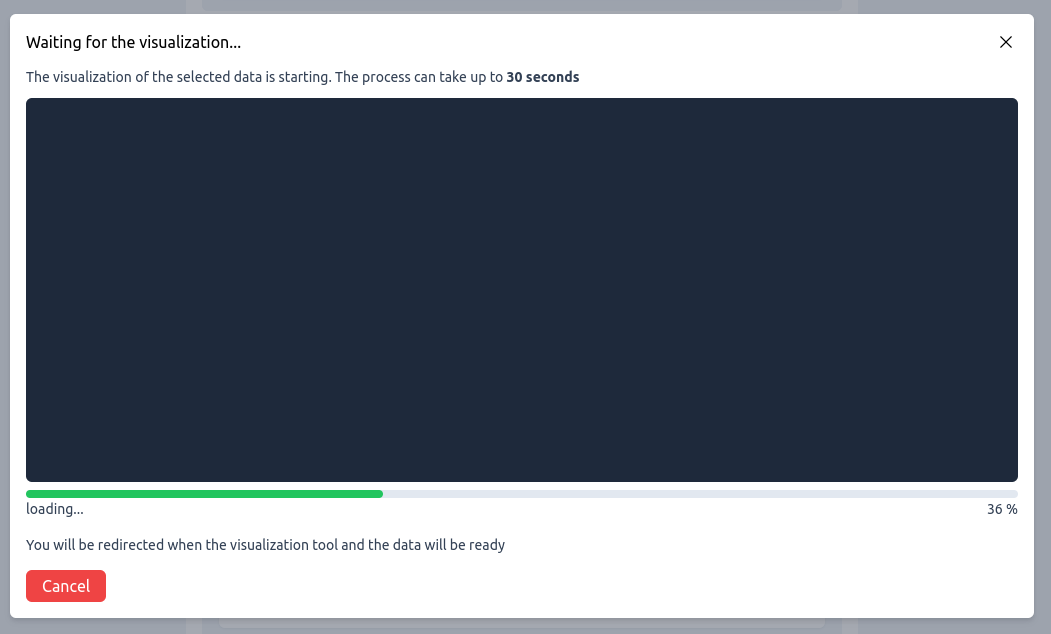 Waiting for the visualization...
The visualization of the selected data is starting. The process can take up to 30 seconds
loading...
36 %
You will be redirected when the visualization tool and the data will be ready
Cancel